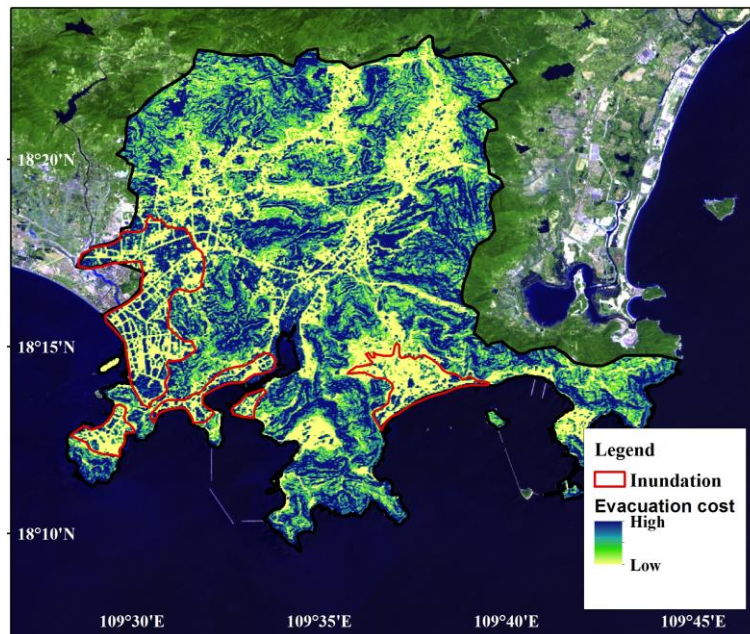 18°20'N
18°15'N
18°10'N
109°30'E
109°35'E
109°40'E
109°45'E
Legend
Inundation
Evacuation cost
High
Low